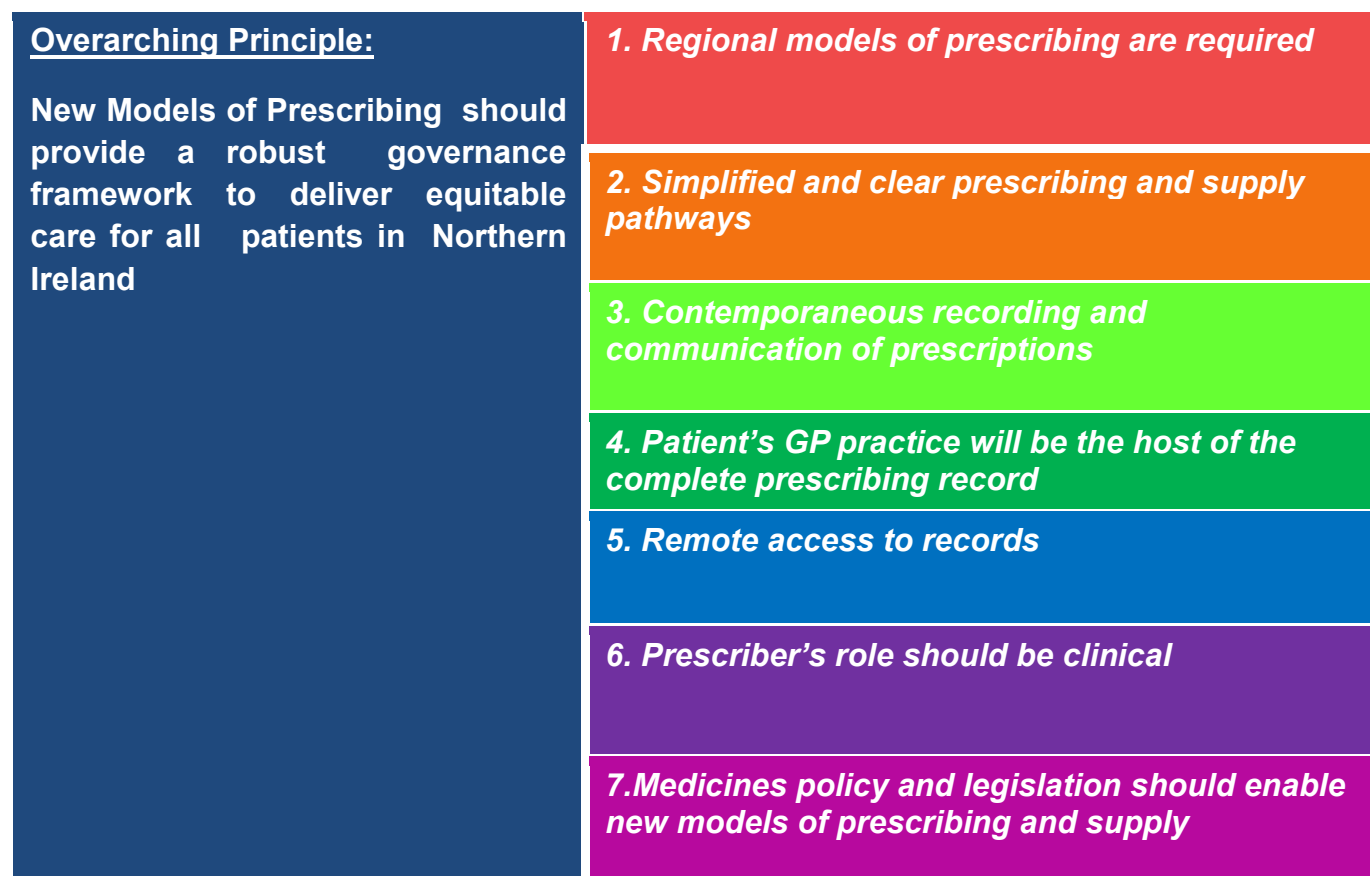 Overarching Principle:
New Models of Prescribing should
provide a robust governance
framework to deliver equitable
care for all patients in Northern
Ireland
1. Regional models of prescribing are required
2. Simplified and clear prescribing and supply
pathways
3. Contemporaneous recording and
communication of prescriptions
4. Patient’s GP practice will be the host of the
complete prescribing record
5. Remote access to records
6. Prescriber’s role should be clinical
7.Medicines policy and legislation should enable
new models of prescribing and supply